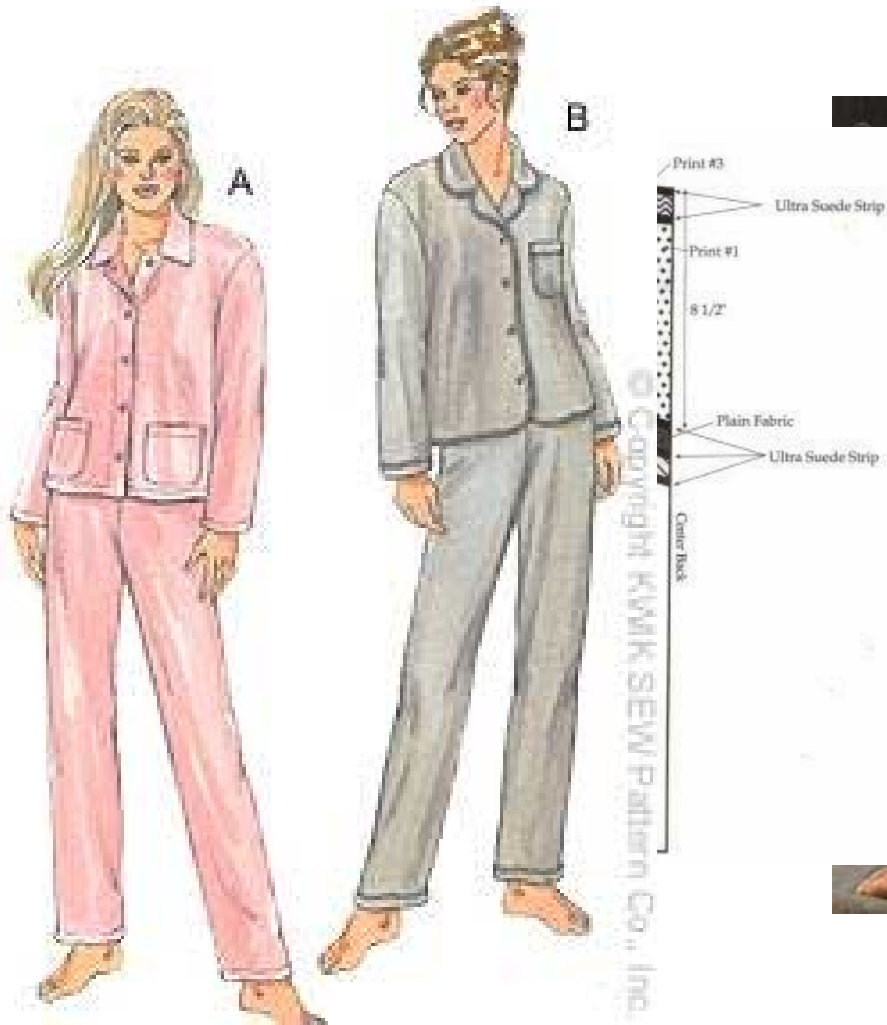 A
B
Print #3
Ultra Suede Strip
Print #1
8 1/2"
Plain Fabric
Ultra Suede Strip
Center Back
© Copyright KWIK SEW Pattern Co., Inc.